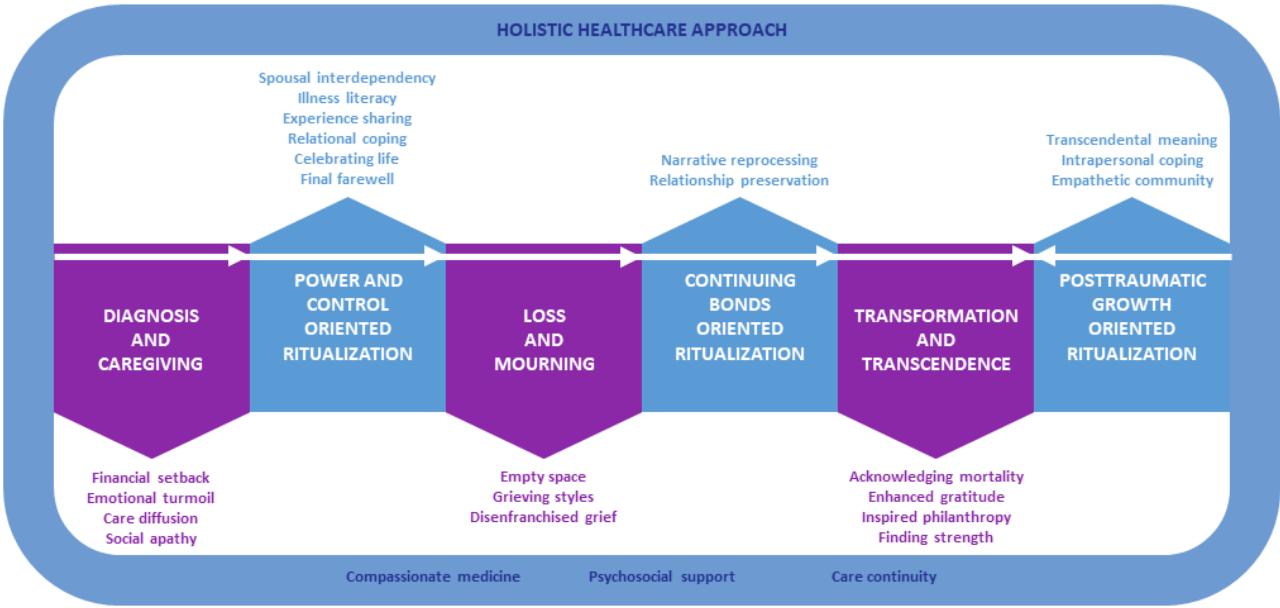 HOLISTIC HEALTHCARE APPROACH
Spousal interdependency
Illness literacy
Experience sharing
Relational coping
Celebrating life
Final farewell
Narrative reprocessing
Relationship preservation
Transcendental meaning
Intrapersonal coping
Empathetic community
DIAGNOSIS
AND
CAREGIVING
POWER AND
CONTROL
ORIENTED
RITUALIZATION
LOSS
AND
MOURNING
CONTINUING
BONDS
ORIENTED
RITUALIZATION
TRANSFORMATION
AND
TRANSCENDENCE
POSTTRAUMATIC
GROWTH
ORIENTED
RITUALIZATION
Financial setback
Emotional turmoil
Care diffusion
Social apathy
Empty space
Grieving styles
Disenfranchised grief
Acknowledging mortality
Enhanced gratitude
Inspired philanthropy
Finding strength
Compassionate medicine
Psychosocial support
Care continuity